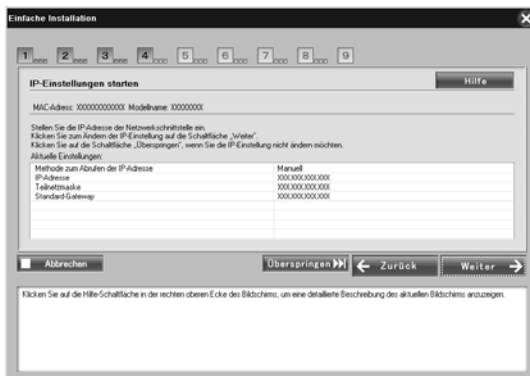 Einfache Installation
1 2 3 4 5 6 7 8 9
IP-Einstellungen starten
Hilfe
MAC-Adress: XXXXXXXXXXXX Modellname: XXXXXXXX
Stellen Sie die IP-Adresse der Netzwerkschnittstelle ein.
Klicken Sie zum Ändern der IP-Einstellung auf die Schaltfläche „Weiter“.
Klicken Sie auf die Schaltfläche „Überspringen“, wenn Sie die IP-Einstellung nicht ändern möchten.
Aktuelle Einstellungen:
Methode zum Abrufen der IP-Adresse Manuell
IP-Adresse XXX.XXX.XXX.XXX
Teilnetzmaske XXX.XXX.XXX.XXX
Standard-Gateway XXX.XXX.XXX.XXX
Abbrechen Überspringen Zurück Weiter
Klicken Sie auf die Hilfe-Schaltfläche in der rechten oberen Ecke des Bildschirms, um eine detaillierte Beschreibung des aktuellen Bildschirms anzuzeigen.